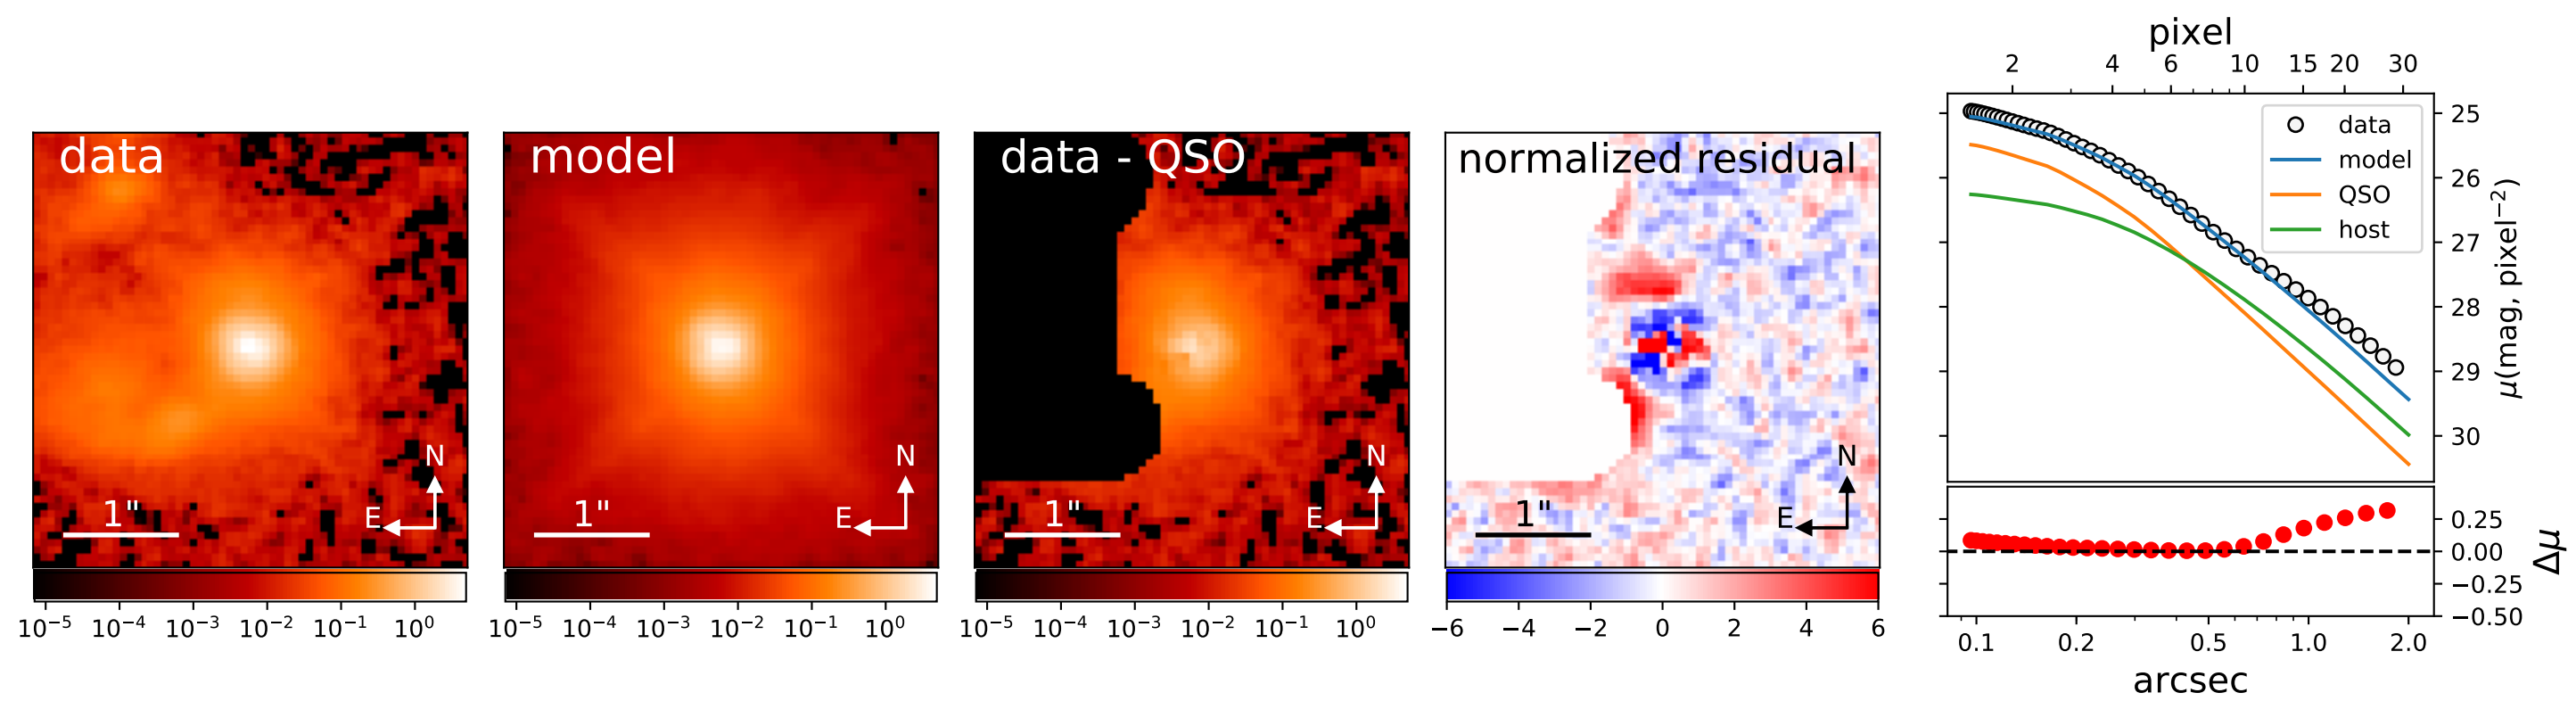 data
N
E
1"
10⁻⁵ 10⁻⁴ 10⁻³ 10⁻² 10⁻¹ 10⁰
model
N
E
1"
10⁻⁵ 10⁻⁴ 10⁻³ 10⁻² 10⁻¹ 10⁰
data - QSO
N
E
1"
10⁻⁵ 10⁻⁴ 10⁻³ 10⁻² 10⁻¹ 10⁰
normalized residual
N
E
1"
−6 −4 −2 0 2 4 6
pixel
2 4 6 10 15 20 30
data
model
QSO
host
25
26
27
28
29
30
μ(mag, pixel⁻²)
0.25
0.00
−0.25
−0.50
Δμ
0.1 0.2 0.5 1.0 2.0
arcsec